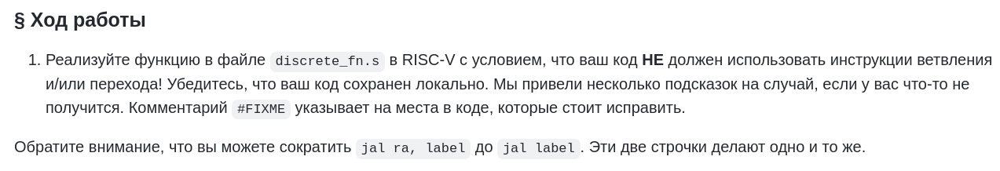 § Ход работы
1. Реализуйте функцию в файле discrete_fn.s в RISC-V с условием, что ваш код НЕ должен использовать инструкции ветвления
и/или перехода! Убедитесь, что ваш код сохранен локально. Мы привели несколько подсказок на случай, если у вас что-то не
получится. Комментарий #FIXME указывает на места в коде, которые стоит исправить.
Обратите внимание, что вы можете сократить jal ra, label до jal label. Эти две строчки делают одно и то же.